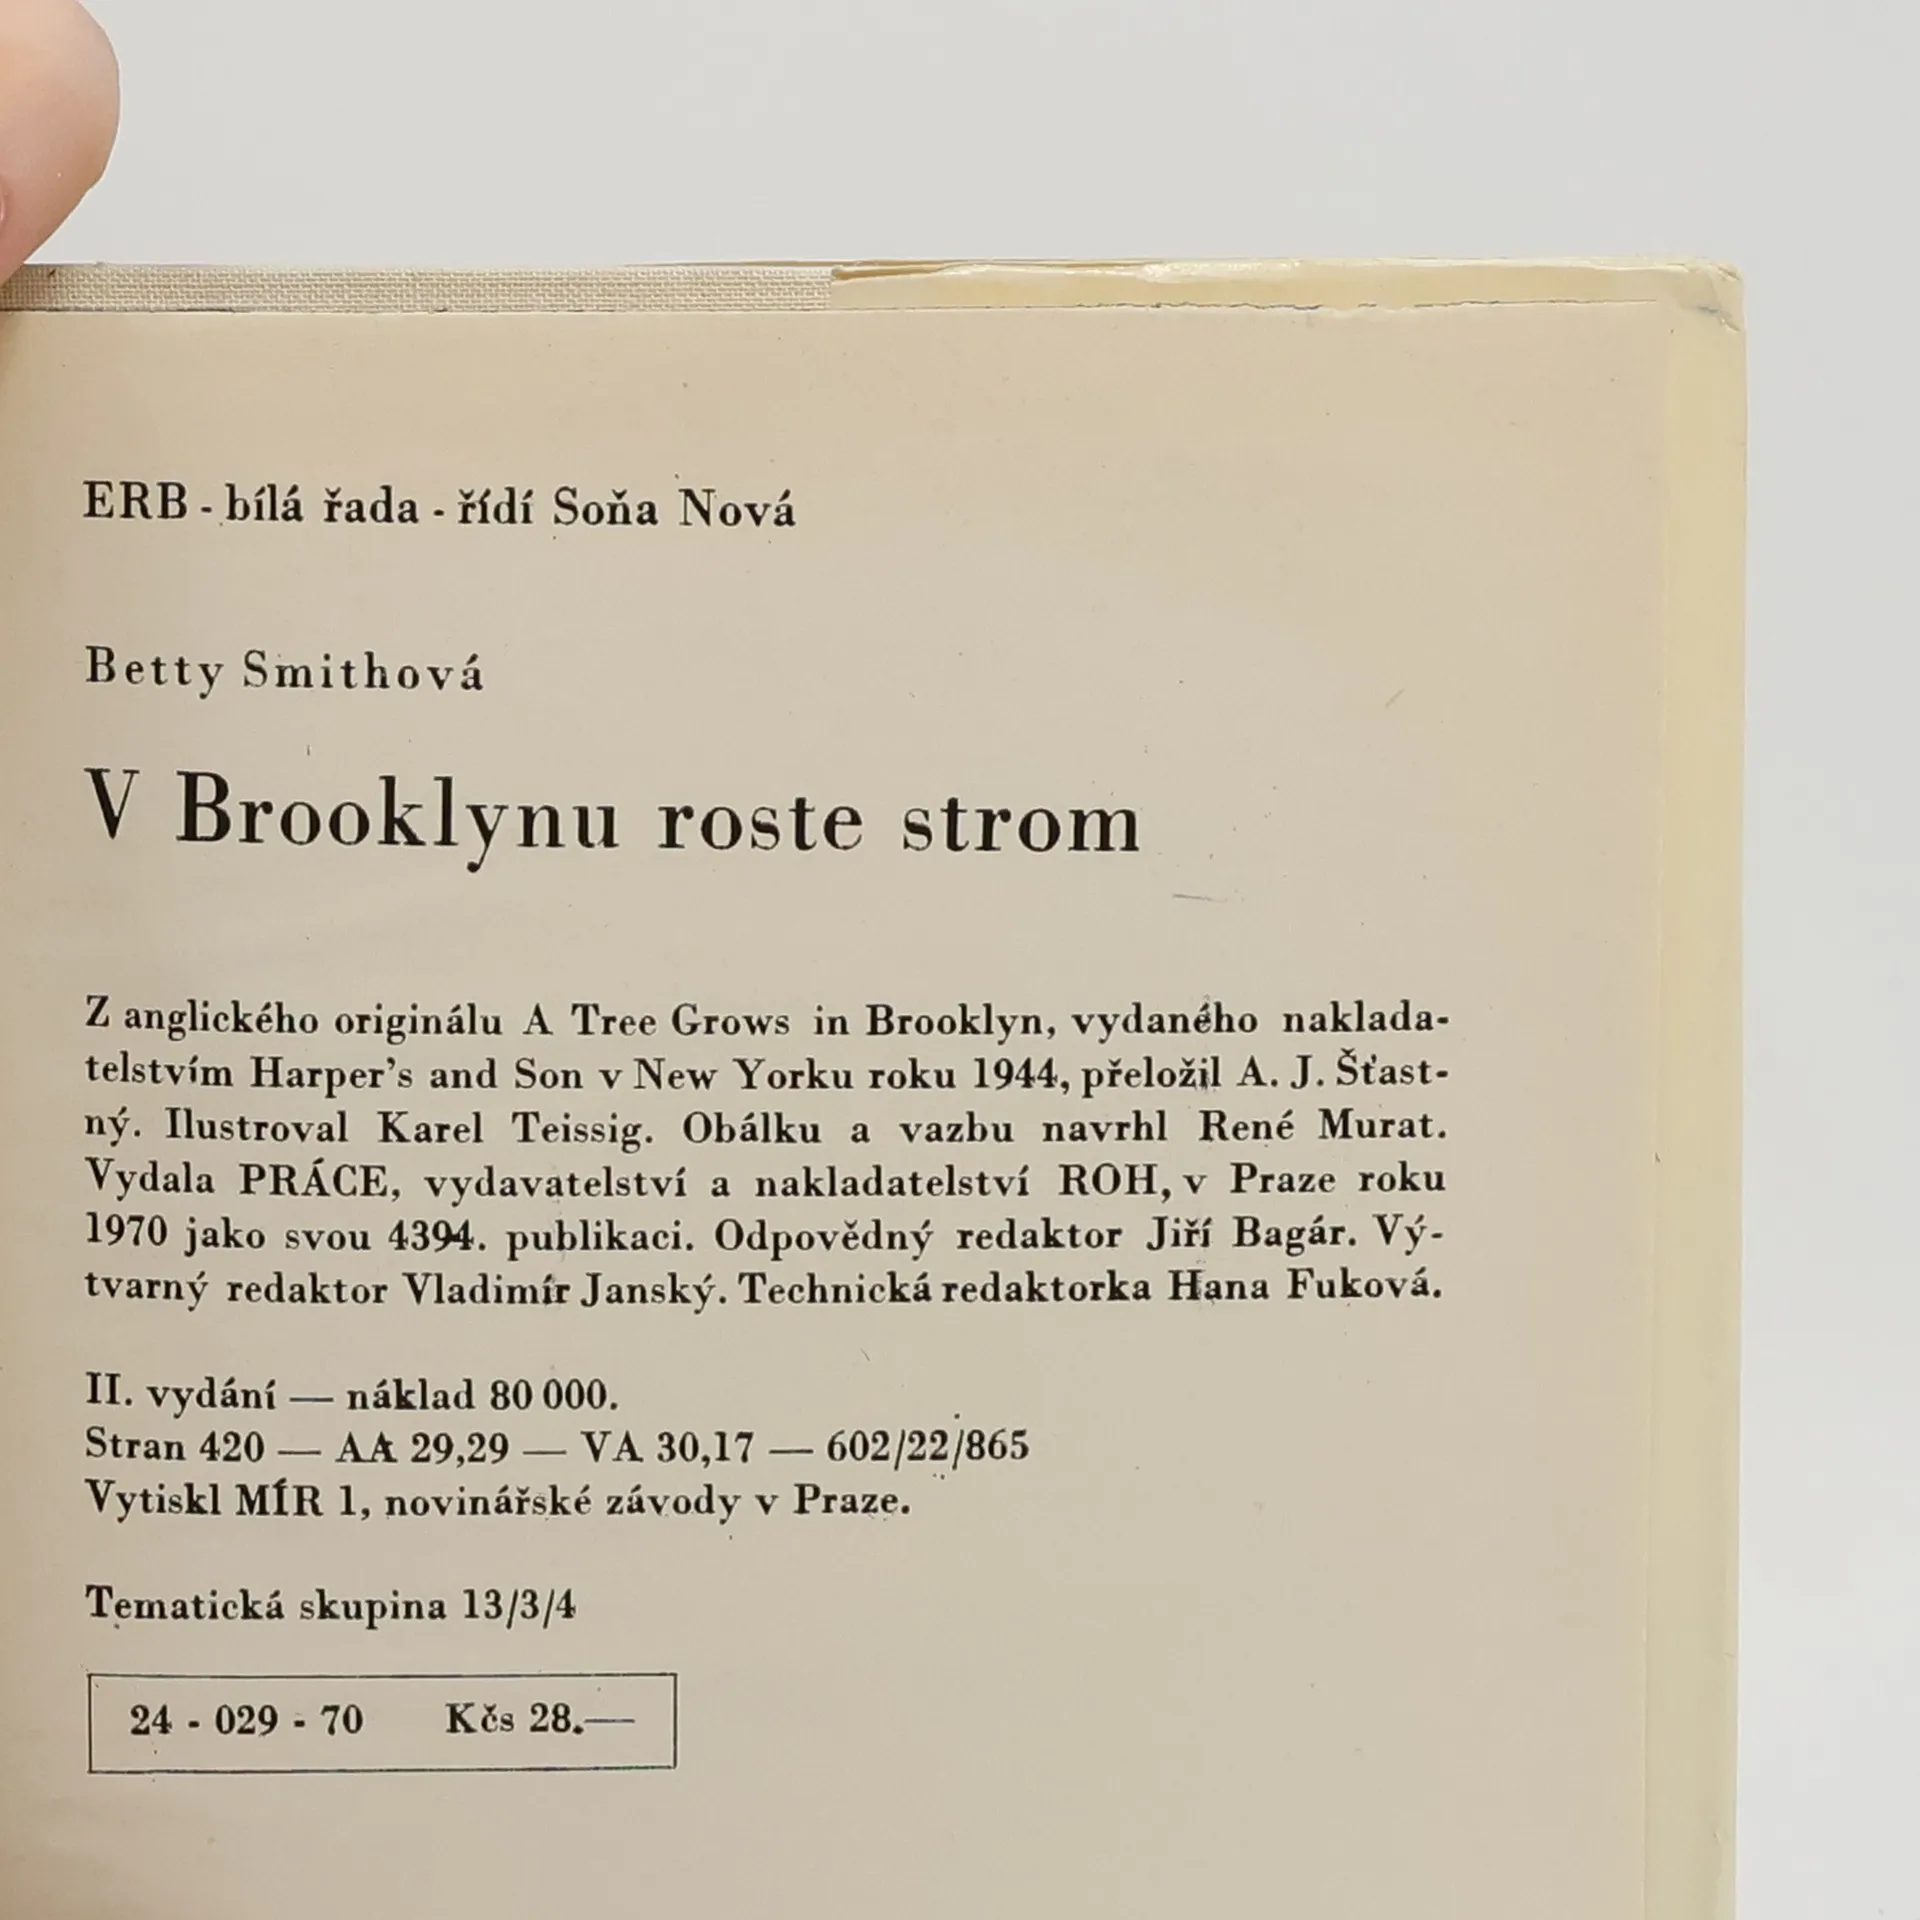 ERB - bílá řada - řídí Soňa Nová
Betty Smithová
V Brooklynu roste strom
Z anglického originálu A Tree Grows in Brooklyn, vydaného naklada-
telstvím Harper's and Son v New Yorku roku 1944, přeložil A. J. Šťast-
ný. Ilustroval Karel Teissig. Obálku a vazbu navrhl René Murat.
Vydala PRÁCE, vydavatelství a nakladatelství ROH, v Praze roku
1970 jako svou 4394. publikaci. Odpovědný redaktor Jiří Bagár. Vý-
tvarný redaktor Vladimír Janský. Technická redaktorka Hana Fuková.
II. vydání — náklad 80 000.
Stran 420 — AA 29,29 — VA 30,17 — 602/22/865
Vytiskl MÍR 1, novinářské závody v Praze.
Tematická skupina 13/3/4
24 - 029 - 70 Kčs 28.—